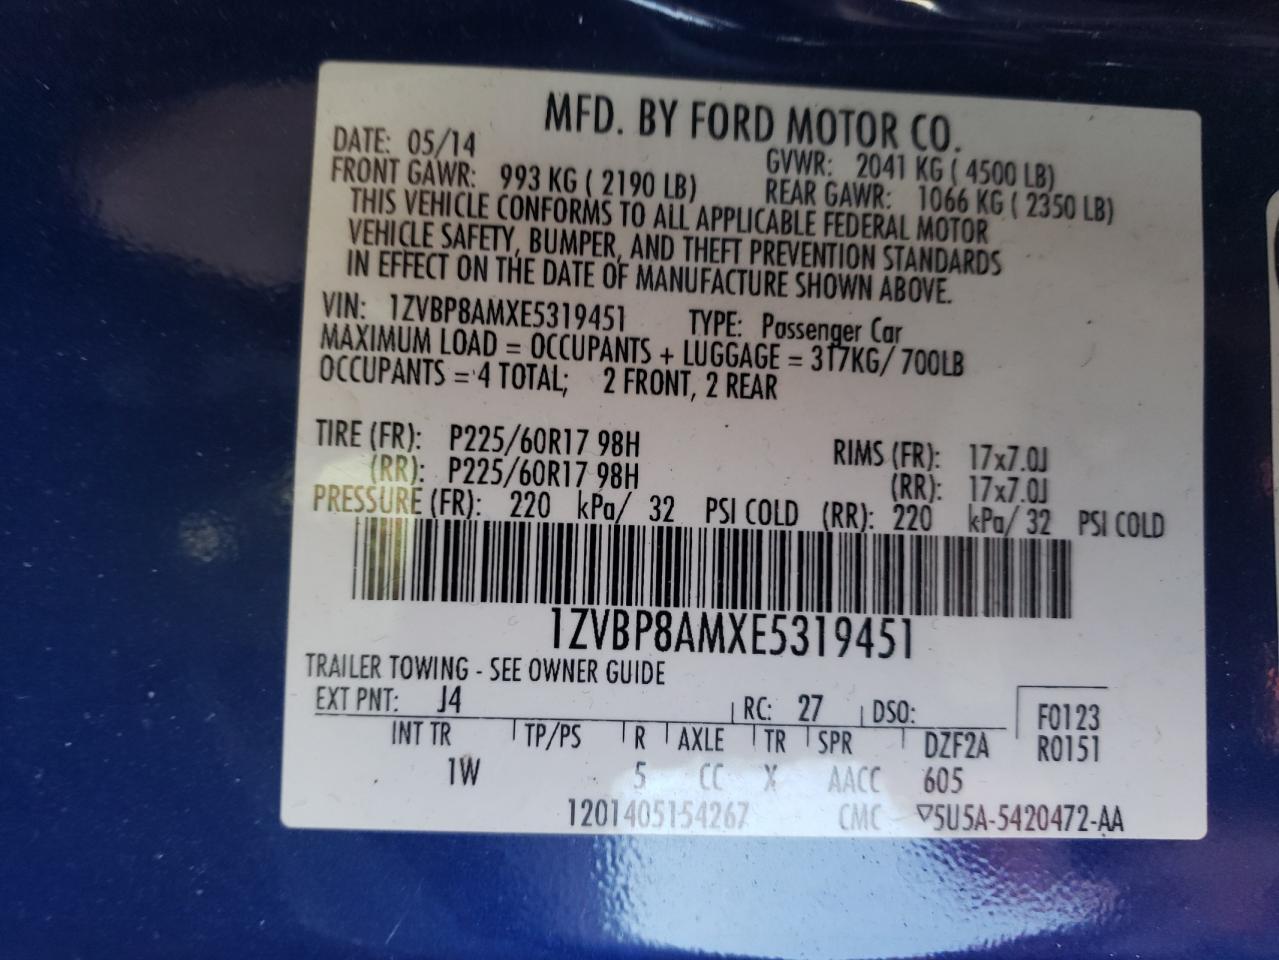 MFD. BY FORD MOTOR CO.
DATE: 05/14 GVWR: 2041 KG ( 4500 LB)
FRONT GAWR: 993 KG ( 2190 LB) REAR GAWR: 1066 KG ( 2350 LB)
THIS VEHICLE CONFORMS TO ALL APPLICABLE FEDERAL MOTOR
VEHICLE SAFETY, BUMPER, AND THEFT PREVENTION STANDARDS
IN EFFECT ON THE DATE OF MANUFACTURE SHOWN ABOVE.
VIN: 1ZVBP8AMXE5319451 TYPE: Passenger Car
MAXIMUM LOAD = OCCUPANTS + LUGGAGE = 317KG/ 700LB
OCCUPANTS = 4 TOTAL; 2 FRONT, 2 REAR
TIRE (FR): P225/60R17 98H RIMS (FR): 17x7.0J
(RR): P225/60R17 98H (RR): 17x7.0J
PRESSURE (FR): 220 kPa/ 32 PSI COLD (RR): 220 kPa/ 32 PSI COLD
1ZVBP8AMXE5319451
TRAILER TOWING - SEE OWNER GUIDE
EXT PNT: J4 RC: 27 DSO: F0123
INT TR TP/PS R AXLE TR SPR DZF2A R0151
1W 5 CC X AACC 605
1201405154267 CMC ▽5U5A-5420472-AA